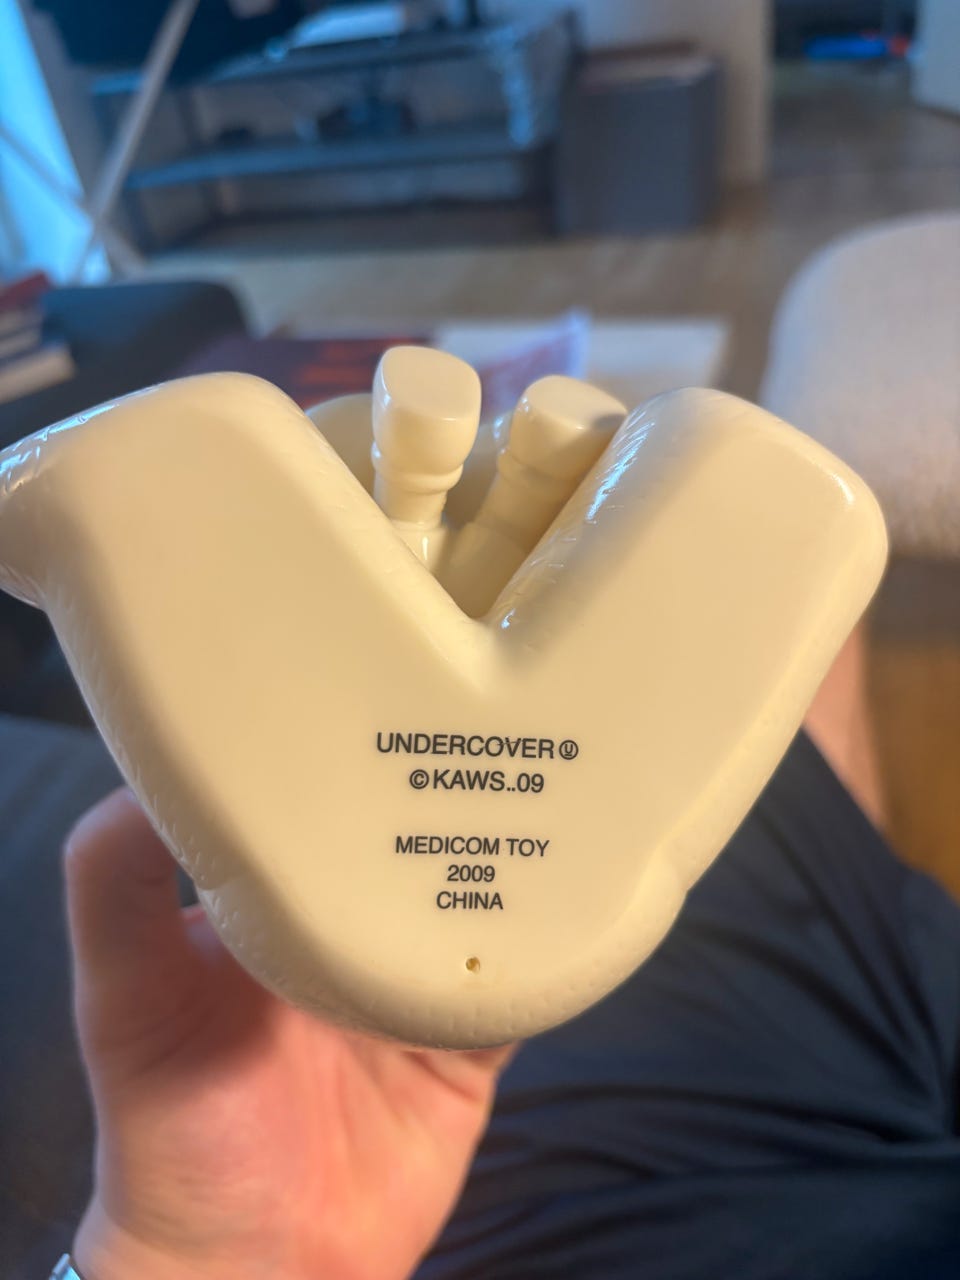 UNDERCOVER Ⓤ
©KAWS..09
MEDICOM TOY
2009
CHINA